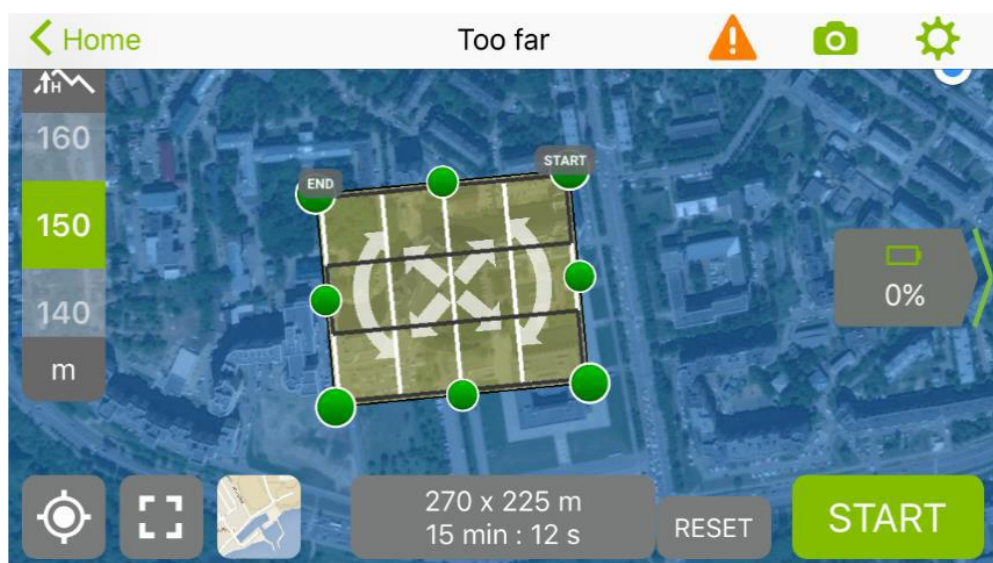 Home
Too far
H
160
150
140
m
END
START
0%
270 x 225 m
15 min : 12 s
RESET
START